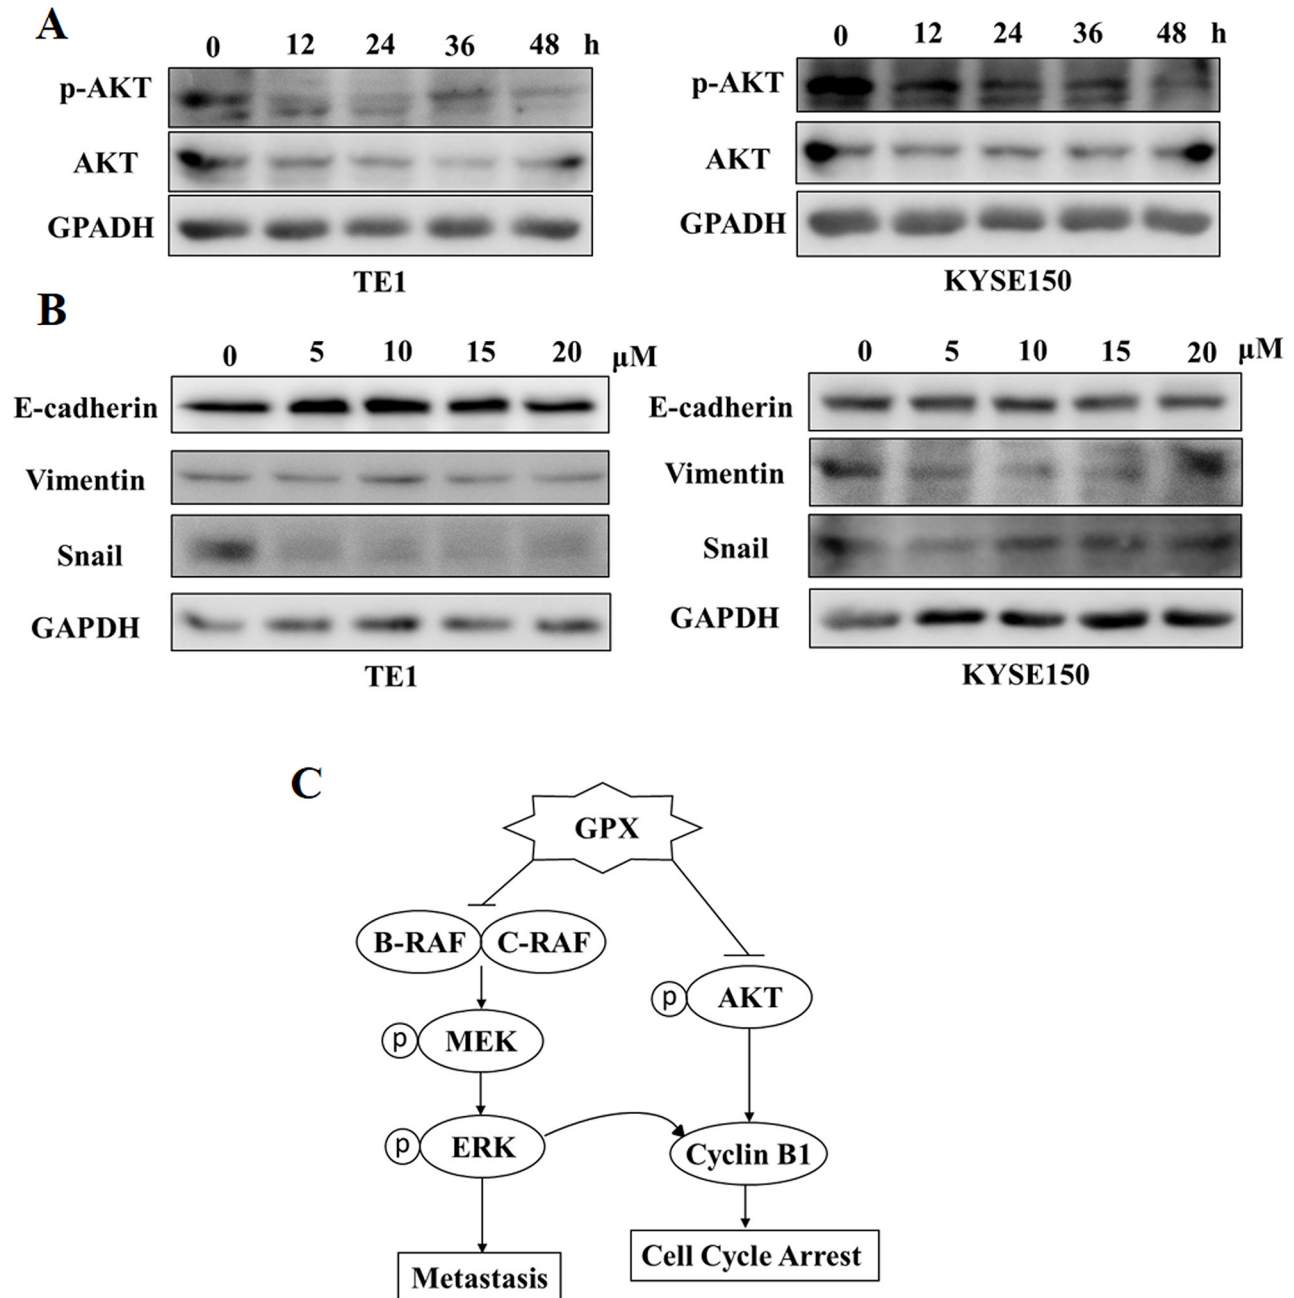 A
0 12 24 36 48 h
p-AKT
AKT
GPADH
TE1
0 12 24 36 48 h
p-AKT
AKT
GPADH
KYSE150
B
0 5 10 15 20 µM
E-cadherin
Vimentin
Snail
GAPDH
TE1
0 5 10 15 20 µM
E-cadherin
Vimentin
Snail
GAPDH
KYSE150
C
GPX
B-RAF C-RAF
p AKT
p MEK
p ERK
Cyclin B1
Cell Cycle Arrest
Metastasis